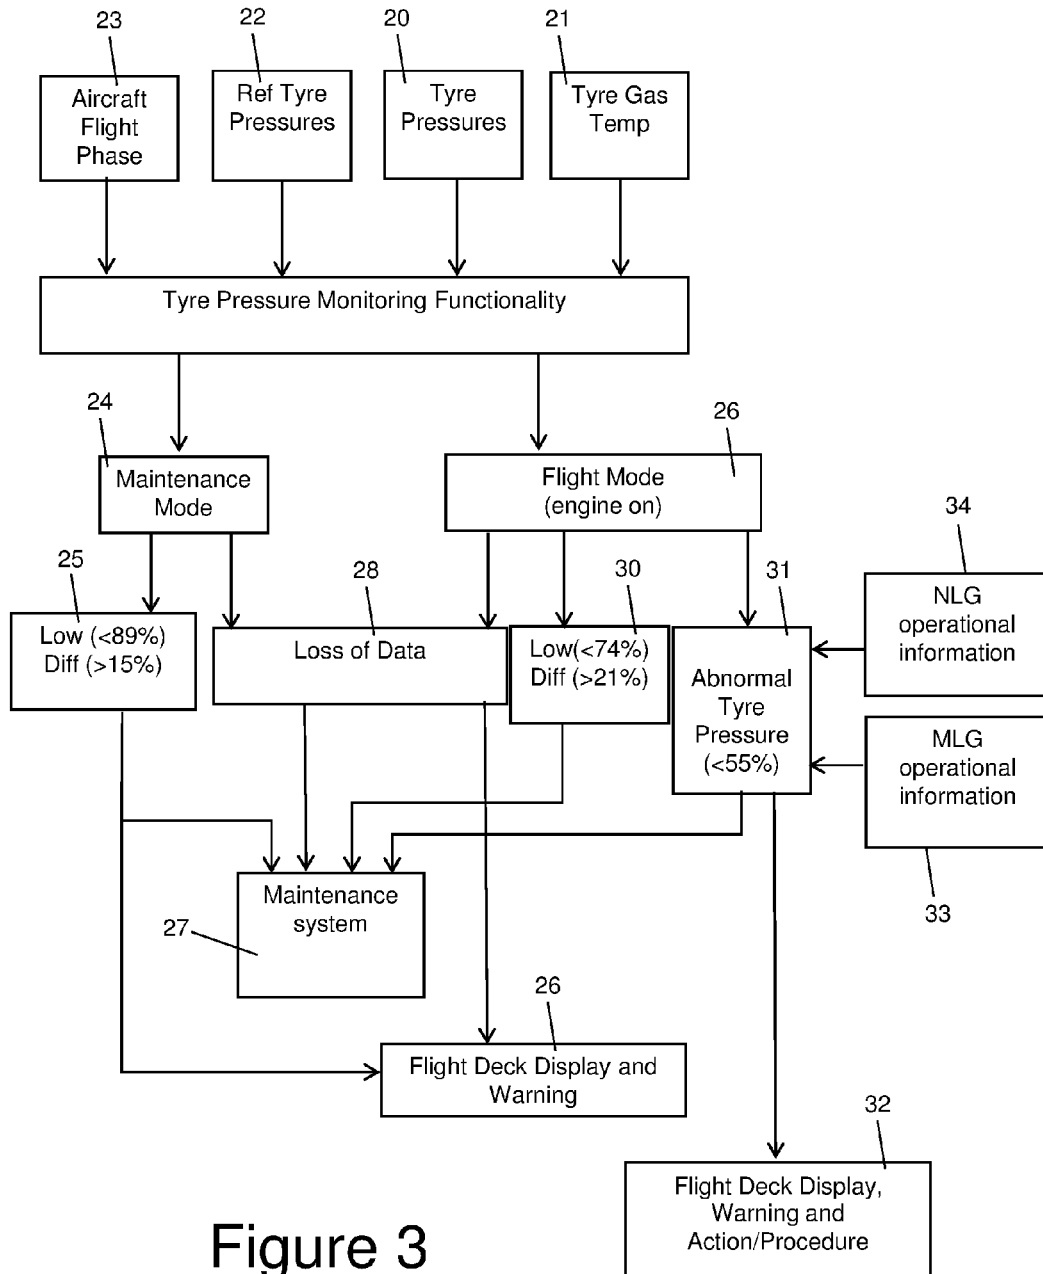 23
22
20
21
Aircraft
Flight
Phase
Ref Tyre
Pressures
Tyre
Pressures
Tyre Gas
Temp
Tyre Pressure Monitoring Functionality
24
26
Maintenance
Mode
Flight Mode
(engine on)
34
25
28
30
31
NLG
operational
information
Low (<89%)
Diff (>15%)
Loss of Data
Low(<74%)
Diff (>21%)
Abnormal
Tyre
Pressure
(<55%)
MLG
operational
information
33
Maintenance
system
27
26
Flight Deck Display and
Warning
32
Flight Deck Display,
Warning and
Action/Procedure
Figure 3